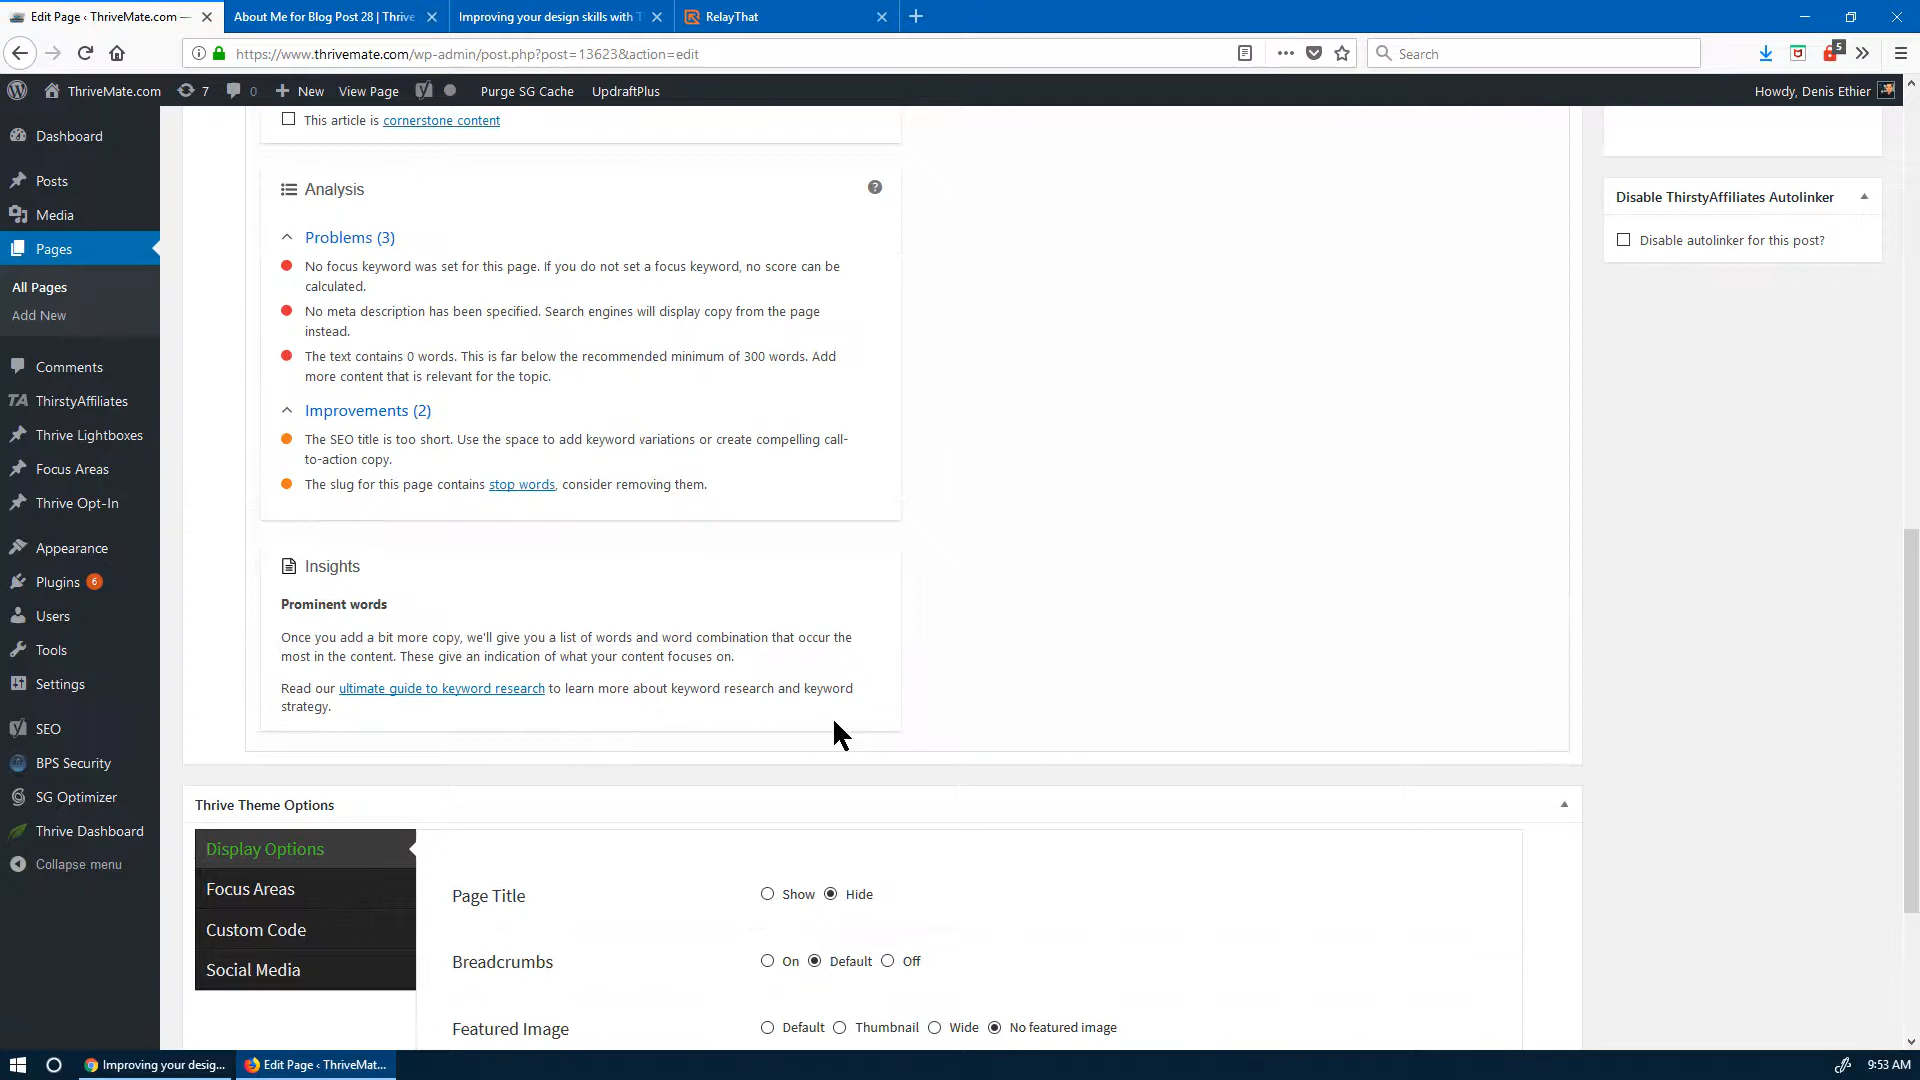 Edit Page ‹ ThriveMate.com —
About Me for Blog Post 28 | Thrive
Improving your design skills with T
RelayThat
https://www.thrivemate.com/wp-admin/post.php?post=13623&action=edit
Search
5
ThriveMate.com
7
0
New
View Page
Purge SG Cache
UpdraftPlus
Howdy, Denis Ethier
Dashboard
Posts
Media
Pages
All Pages
Add New
Comments
TA ThirstyAffiliates
Thrive Lightboxes
Focus Areas
Thrive Opt-In
Appearance
Plugins 6
Users
Tools
Settings
SEO
BPS Security
SG Optimizer
Thrive Dashboard
Collapse menu
This article is cornerstone content
Analysis
Problems (3)
No focus keyword was set for this page. If you do not set a focus keyword, no score can be
calculated.
No meta description has been specified. Search engines will display copy from the page
instead.
The text contains 0 words. This is far below the recommended minimum of 300 words. Add
more content that is relevant for the topic.
Improvements (2)
The SEO title is too short. Use the space to add keyword variations or create compelling call-
to-action copy.
The slug for this page contains stop words, consider removing them.
Insights
Prominent words
Once you add a bit more copy, we'll give you a list of words and word combination that occur the
most in the content. These give an indication of what your content focuses on.
Read our ultimate guide to keyword research to learn more about keyword research and keyword
strategy.
Disable ThirstyAffiliates Autolinker
Disable autolinker for this post?
Thrive Theme Options
Display Options
Focus Areas
Custom Code
Social Media
Page Title
Show Hide
Breadcrumbs
On Default Off
Featured Image
Default Thumbnail Wide No featured image
Improving your desig...
Edit Page ‹ ThriveMat...
9:53 AM